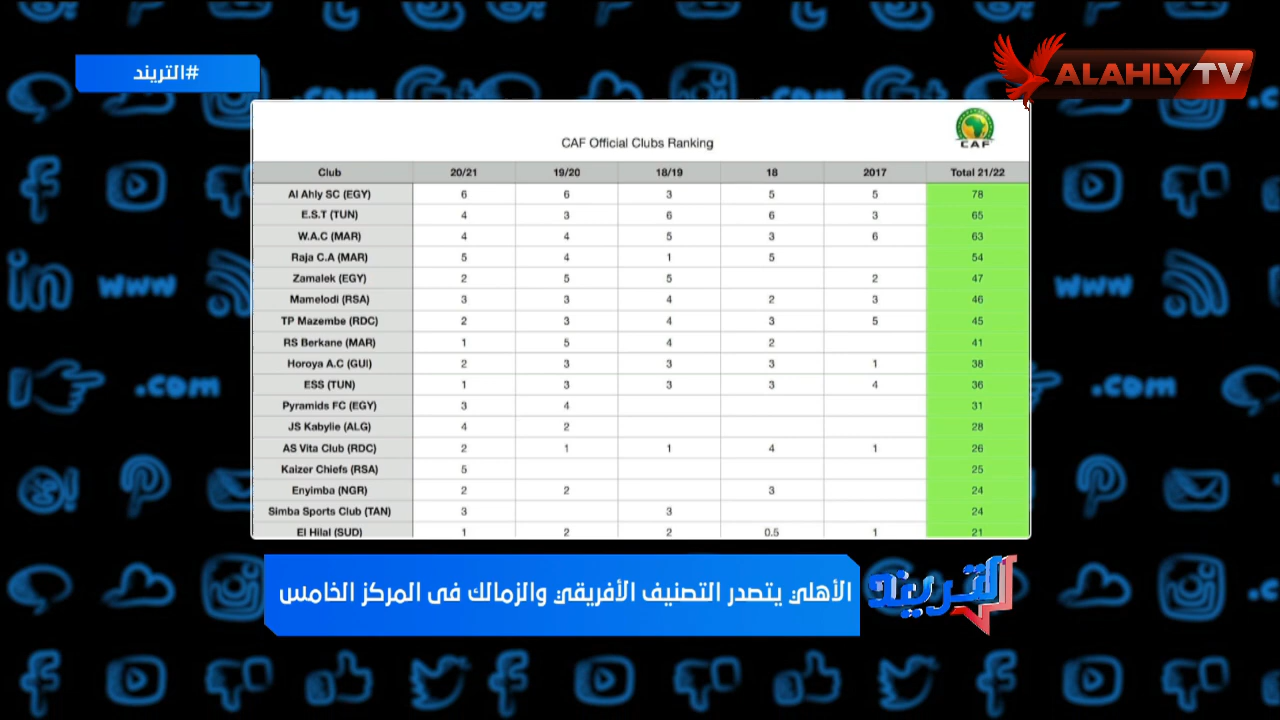 #التريند
ALAHLYTV
CAF
CAF Official Clubs Ranking
Club 20/21 19/20 18/19 18 2017 Total 21/22
Al Ahly SC (EGY) 6 6 3 5 5 78
E.S.T (TUN) 4 3 6 6 3 65
W.A.C (MAR) 4 4 5 3 6 63
Raja C.A (MAR) 5 4 1 5 54
Zamalek (EGY) 2 5 5 2 47
Mamelodi (RSA) 3 3 4 2 3 46
TP Mazembe (RDC) 2 3 4 3 5 45
RS Berkane (MAR) 1 5 4 2 41
Horoya A.C (GUI) 2 3 3 3 1 38
ESS (TUN) 1 3 3 3 4 36
Pyramids FC (EGY) 3 4 31
JS Kabylie (ALG) 4 2 28
AS Vita Club (RDC) 2 1 1 4 1 26
Kaizer Chiefs (RSA) 5 25
Enyimba (NGR) 2 2 3 24
Simba Sports Club (TAN) 3 3 24
El Hilal (SUD) 1 2 2 0.5 1 21
الأهلي يتصدر التصنيف الأفريقي والزمالك فى المركز الخامس
التريند
www
www
.com
.com